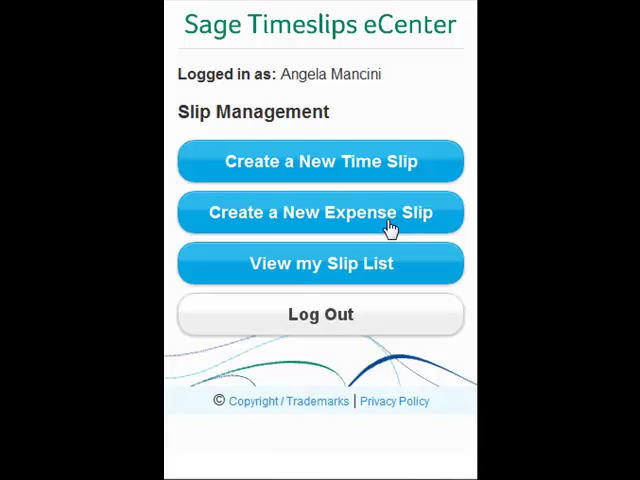 Sage Timeslips eCenter
Logged in as: Angela Mancini
Slip Management
Create a New Time Slip
Create a New Expense Slip
View my Slip List
Log Out
© Copyright / Trademarks | Privacy Policy